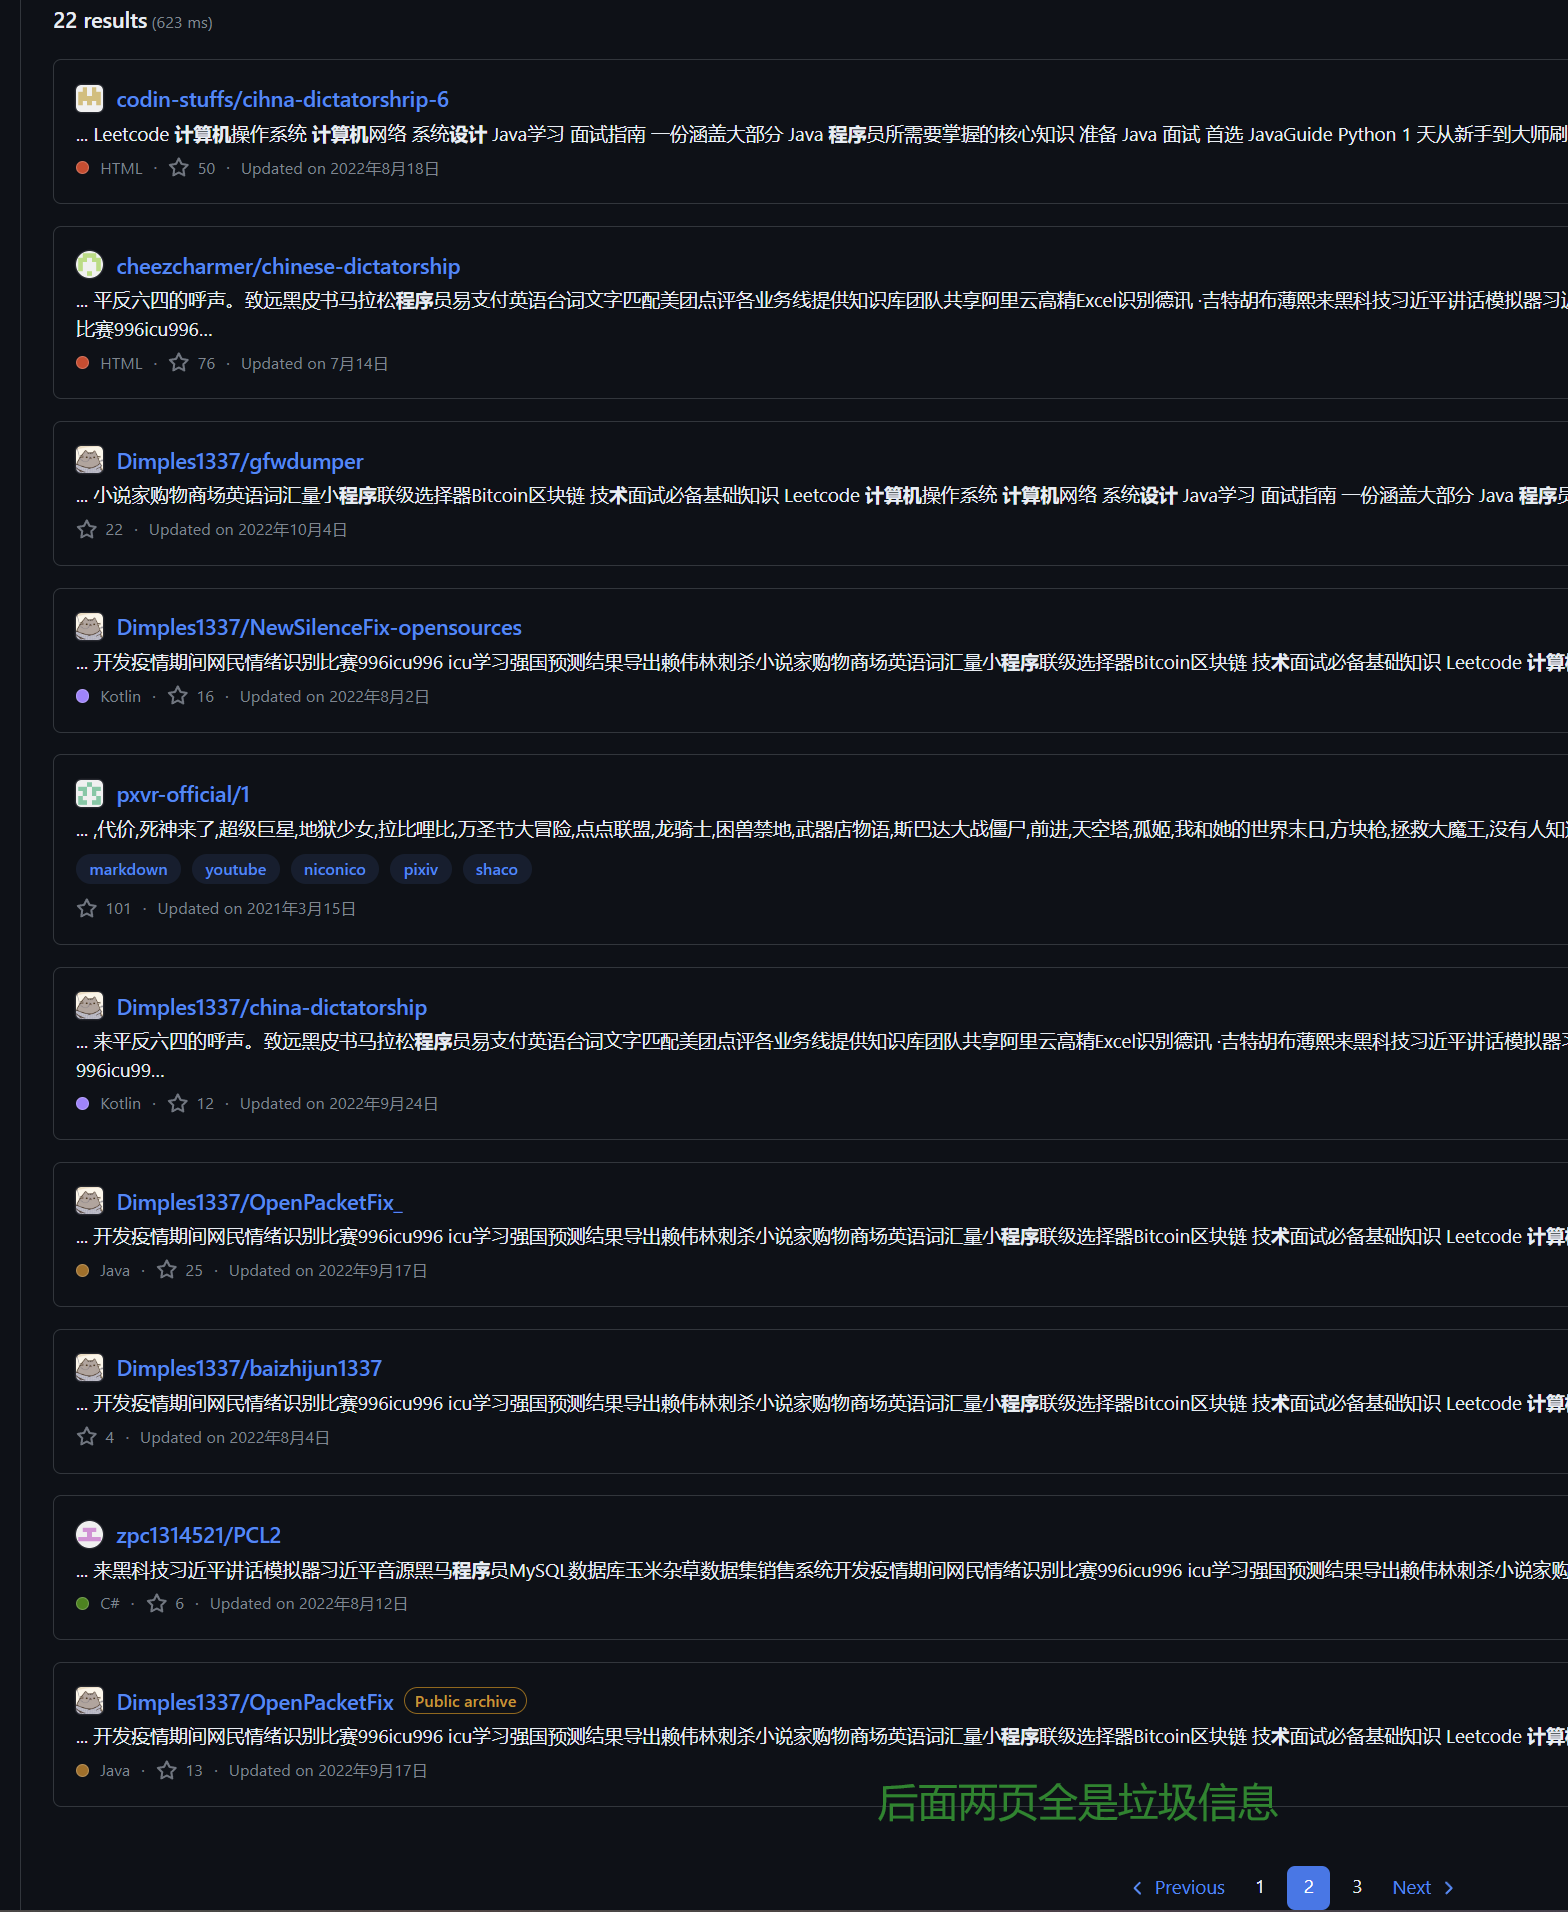 22 results (623 ms)
codin-stuffs/cihna-dictatorshrip-6
... Leetcode 计算机操作系统 计算机网络 系统设计 Java学习 面试指南 一份涵盖大部分 Java 程序员所需要掌握的核心知识 准备 Java 面试 首选 JavaGuide Python 1 天从新手到大师刷
HTML · 50 · Updated on 2022年8月18日
cheezcharmer/chinese-dictatorship
... 平反六四的呼声。致远黑皮书马拉松程序员易支付英语台词文字匹配美团点评各业务线提供知识库团队共享阿里云高精Excel识别德讯 ·吉特胡布薄熙来黑科技习近平讲话模拟器习近
比赛996icu996...
HTML · 76 · Updated on 7月14日
Dimples1337/gfwdumper
... 小说家购物商场英语词汇量小程序联级选择器Bitcoin区块链 技术面试必备基础知识 Leetcode 计算机操作系统 计算机网络 系统设计 Java学习 面试指南 一份涵盖大部分 Java 程序员
22 · Updated on 2022年10月4日
Dimples1337/NewSilenceFix-opensources
... 开发疫情期间网民情绪识别比赛996icu996 icu学习强国预测结果导出赖伟林刺杀小说家购物商场英语词汇量小程序联级选择器Bitcoin区块链 技术面试必备基础知识 Leetcode 计算机
Kotlin · 16 · Updated on 2022年8月2日
pxvr-official/1
... ,代价,死神来了,超级巨星,地狱少女,拉比哩比,万圣节大冒险,点点联盟,龙骑士,困兽禁地,武器店物语,斯巴达大战僵尸,前进,天空塔,孤姬,我和她的世界末日,方块枪,拯救大魔王,没有人知道
markdown youtube niconico pixiv shaco
101 · Updated on 2021年3月15日
Dimples1337/china-dictatorship
... 来平反六四的呼声。致远黑皮书马拉松程序员易支付英语台词文字匹配美团点评各业务线提供知识库团队共享阿里云高精Excel识别德讯 ·吉特胡布薄熙来黑科技习近平讲话模拟器习
996icu99...
Kotlin · 12 · Updated on 2022年9月24日
Dimples1337/OpenPacketFix_
... 开发疫情期间网民情绪识别比赛996icu996 icu学习强国预测结果导出赖伟林刺杀小说家购物商场英语词汇量小程序联级选择器Bitcoin区块链 技术面试必备基础知识 Leetcode 计算机
Java · 25 · Updated on 2022年9月17日
Dimples1337/baizhijun1337
... 开发疫情期间网民情绪识别比赛996icu996 icu学习强国预测结果导出赖伟林刺杀小说家购物商场英语词汇量小程序联级选择器Bitcoin区块链 技术面试必备基础知识 Leetcode 计算机
4 · Updated on 2022年8月4日
zpc1314521/PCL2
... 来黑科技习近平讲话模拟器习近平音源黑马程序员MySQL数据库玉米杂草数据集销售系统开发疫情期间网民情绪识别比赛996icu996 icu学习强国预测结果导出赖伟林刺杀小说家购
C# · 6 · Updated on 2022年8月12日
Dimples1337/OpenPacketFix Public archive
... 开发疫情期间网民情绪识别比赛996icu996 icu学习强国预测结果导出赖伟林刺杀小说家购物商场英语词汇量小程序联级选择器Bitcoin区块链 技术面试必备基础知识 Leetcode 计算机
Java · 13 · Updated on 2022年9月17日
后面两页全是垃圾信息
Previous 1 2 3 Next